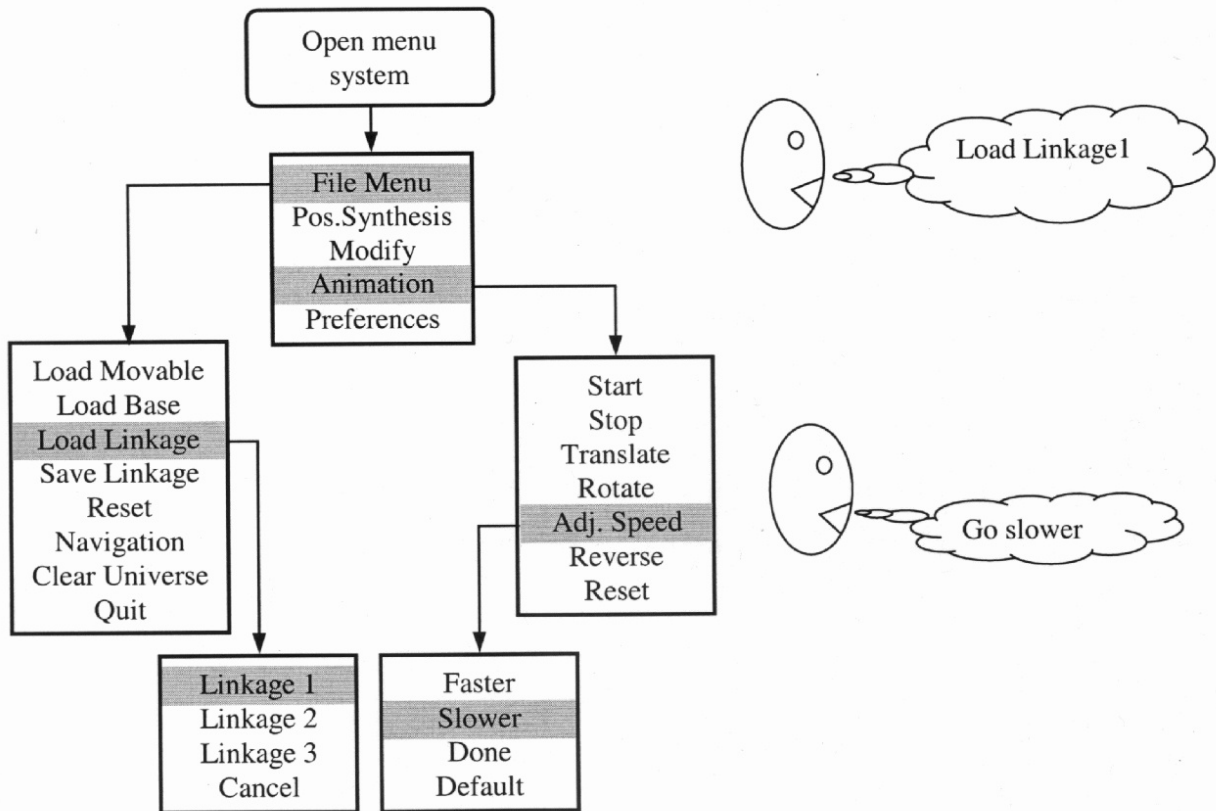 Open menu
system
File Menu
Pos.Synthesis
Modify
Animation
Preferences
Load Linkage1
Load Movable
Load Base
Load Linkage
Save Linkage
Reset
Navigation
Clear Universe
Quit
Start
Stop
Translate
Rotate
Adj. Speed
Reverse
Reset
Go slower
Linkage 1
Linkage 2
Linkage 3
Cancel
Faster
Slower
Done
Default